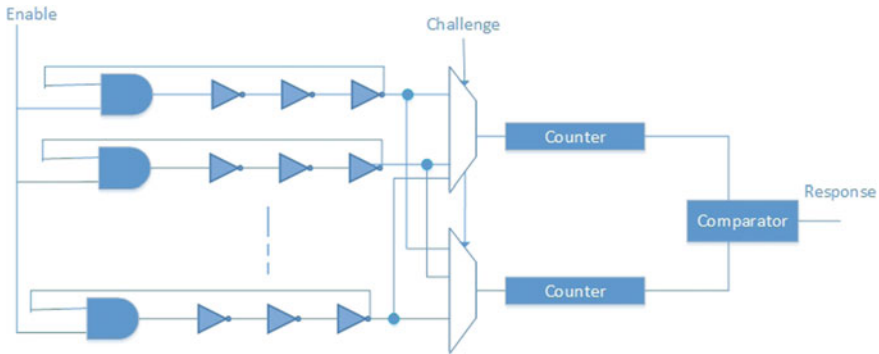 Enable
Challenge
Counter
Response
Comparator
Counter